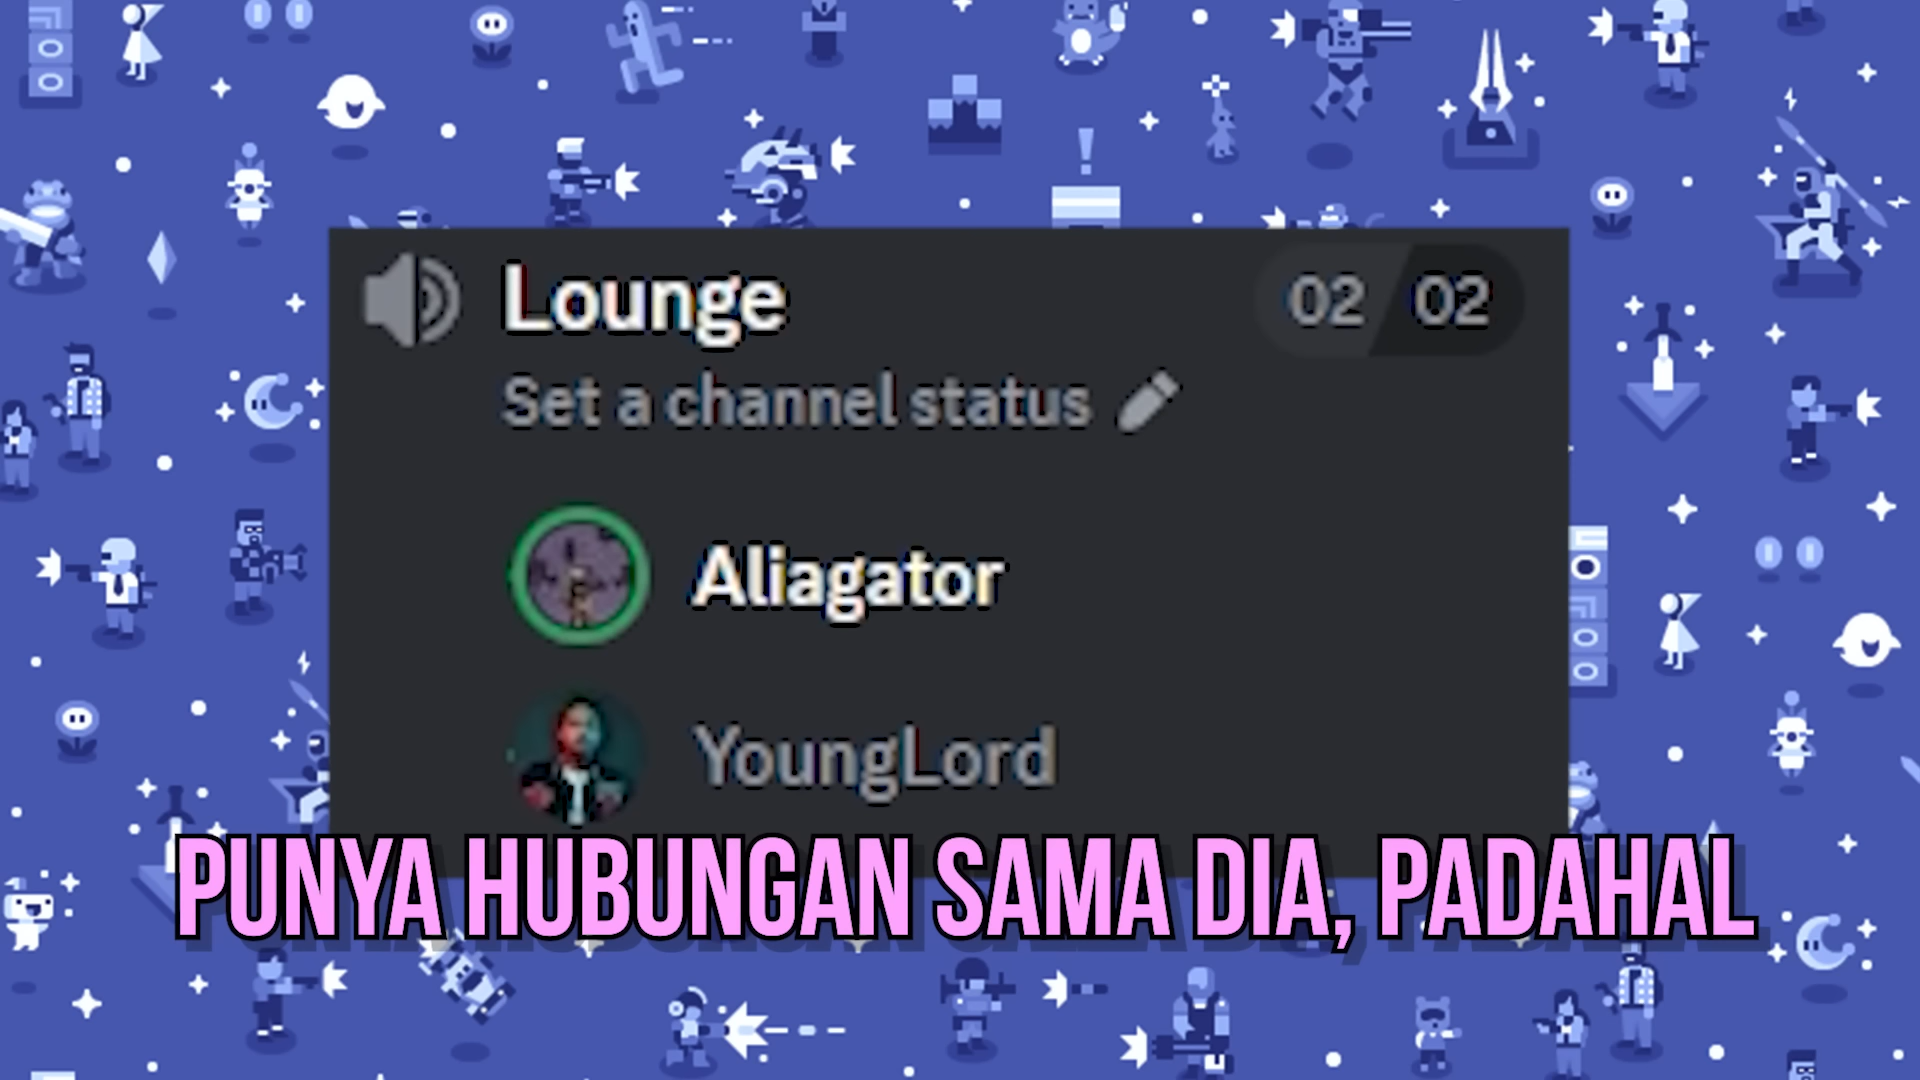 Lounge 02 02
Set a channel status
Aliagator
YoungLord
PUNYA HUBUNGAN SAMA DIA, PADAHAL